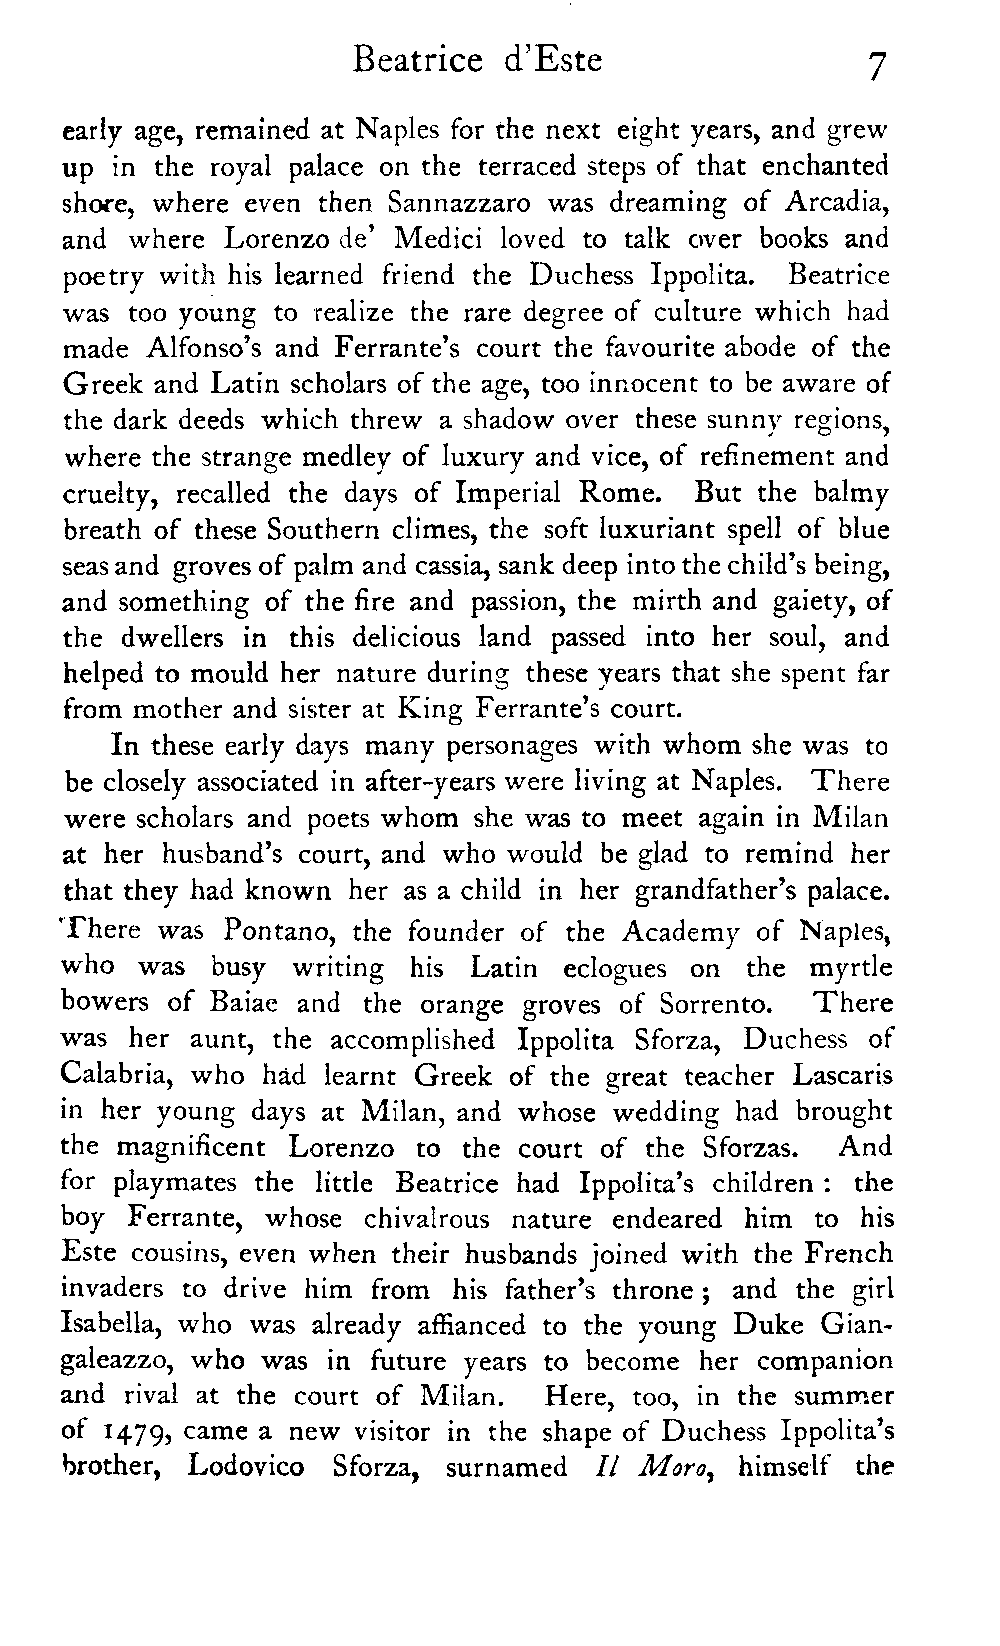 Beatrice d'Este 7
early age, remained at Naples for the next eight years, and grew
up in the royal palace on the terraced steps of that enchanted
shore, where even then Sannazzaro was dreaming of Arcadia,
and where Lorenzo de' Medici loved to talk over books and
poetry with his learned friend the Duchess Ippolita. Beatrice
was too young to realize the rare degree of culture which had
made Alfonso's and Ferrante's court the favourite abode of the
Greek and Latin scholars of the age, too innocent to be aware of
the dark deeds which threw a shadow over these sunny regions,
where the strange medley of luxury and vice, of refinement and
cruelty, recalled the days of Imperial Rome. But the balmy
breath of these Southern climes, the soft luxuriant spell of blue
seas and groves of palm and cassia, sank deep into the child's being,
and something of the fire and passion, the mirth and gaiety, of
the dwellers in this delicious land passed into her soul, and
helped to mould her nature during these years that she spent far
from mother and sister at King Ferrante's court.
In these early days many personages with whom she was to
be closely associated in after-years were living at Naples. There
were scholars and poets whom she was to meet again in Milan
at her husband's court, and who would be glad to remind her
that they had known her as a child in her grandfather's palace.
There was Pontano, the founder of the Academy of Naples,
who was busy writing his Latin eclogues on the myrtle
bowers of Baiae and the orange groves of Sorrento. There
was her aunt, the accomplished Ippolita Sforza, Duchess of
Calabria, who had learnt Greek of the great teacher Lascaris
in her young days at Milan, and whose wedding had brought
the magnificent Lorenzo to the court of the Sforzas. And
for playmates the little Beatrice had Ippolita's children : the
boy Ferrante, whose chivalrous nature endeared him to his
Este cousins, even when their husbands joined with the French
invaders to drive him from his father's throne ; and the girl
Isabella, who was already affianced to the young Duke Gian-
galeazzo, who was in future years to become her companion
and rival at the court of Milan. Here, too, in the summer
of 1479, came a new visitor in the shape of Duchess Ippolita's
brother, Lodovico Sforza, surnamed Il Moro, himself the